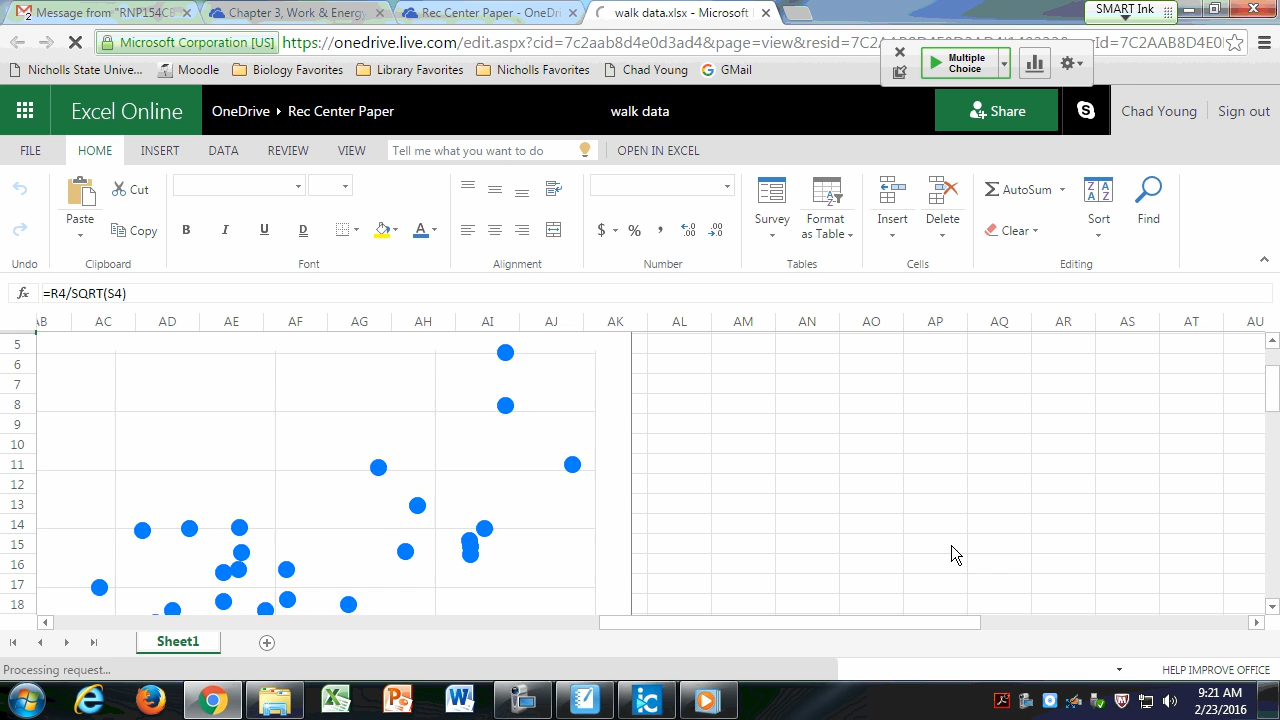 Message from "RNP154CE
Chapter 3, Work & Energy
Rec Center Paper - OneDri
walk data.xlsx - Microsoft
SMART Ink
Microsoft Corporation [US]
https://onedrive.live.com/edit.aspx?cid=7c2aab8d4e0d3ad4&page=view&resid=7C2
Multiple Choice
Nicholls State Unive...
Moodle
Biology Favorites
Library Favorites
Nicholls Favorites
Chad Young
GMail
Excel Online
OneDrive
Rec Center Paper
walk data
Share
Chad Young
Sign out
FILE
HOME
INSERT
DATA
REVIEW
VIEW
Tell me what you want to do
OPEN IN EXCEL
Paste
Cut
Copy
B I U D
A
$ % ,
Survey
Format as Table
Insert
Delete
AutoSum
Clear
Sort
Find
Undo
Clipboard
Font
Alignment
Number
Tables
Cells
Editing
fx =R4/SQRT(S4)
AB AC AD AE AF AG AH AI AJ AK AL AM AN AO AP AQ AR AS AT AU
5
6
7
8
9
10
11
12
13
14
15
16
17
18
Sheet1
Processing request...
HELP IMPROVE OFFICE
9:21 AM
2/23/2016